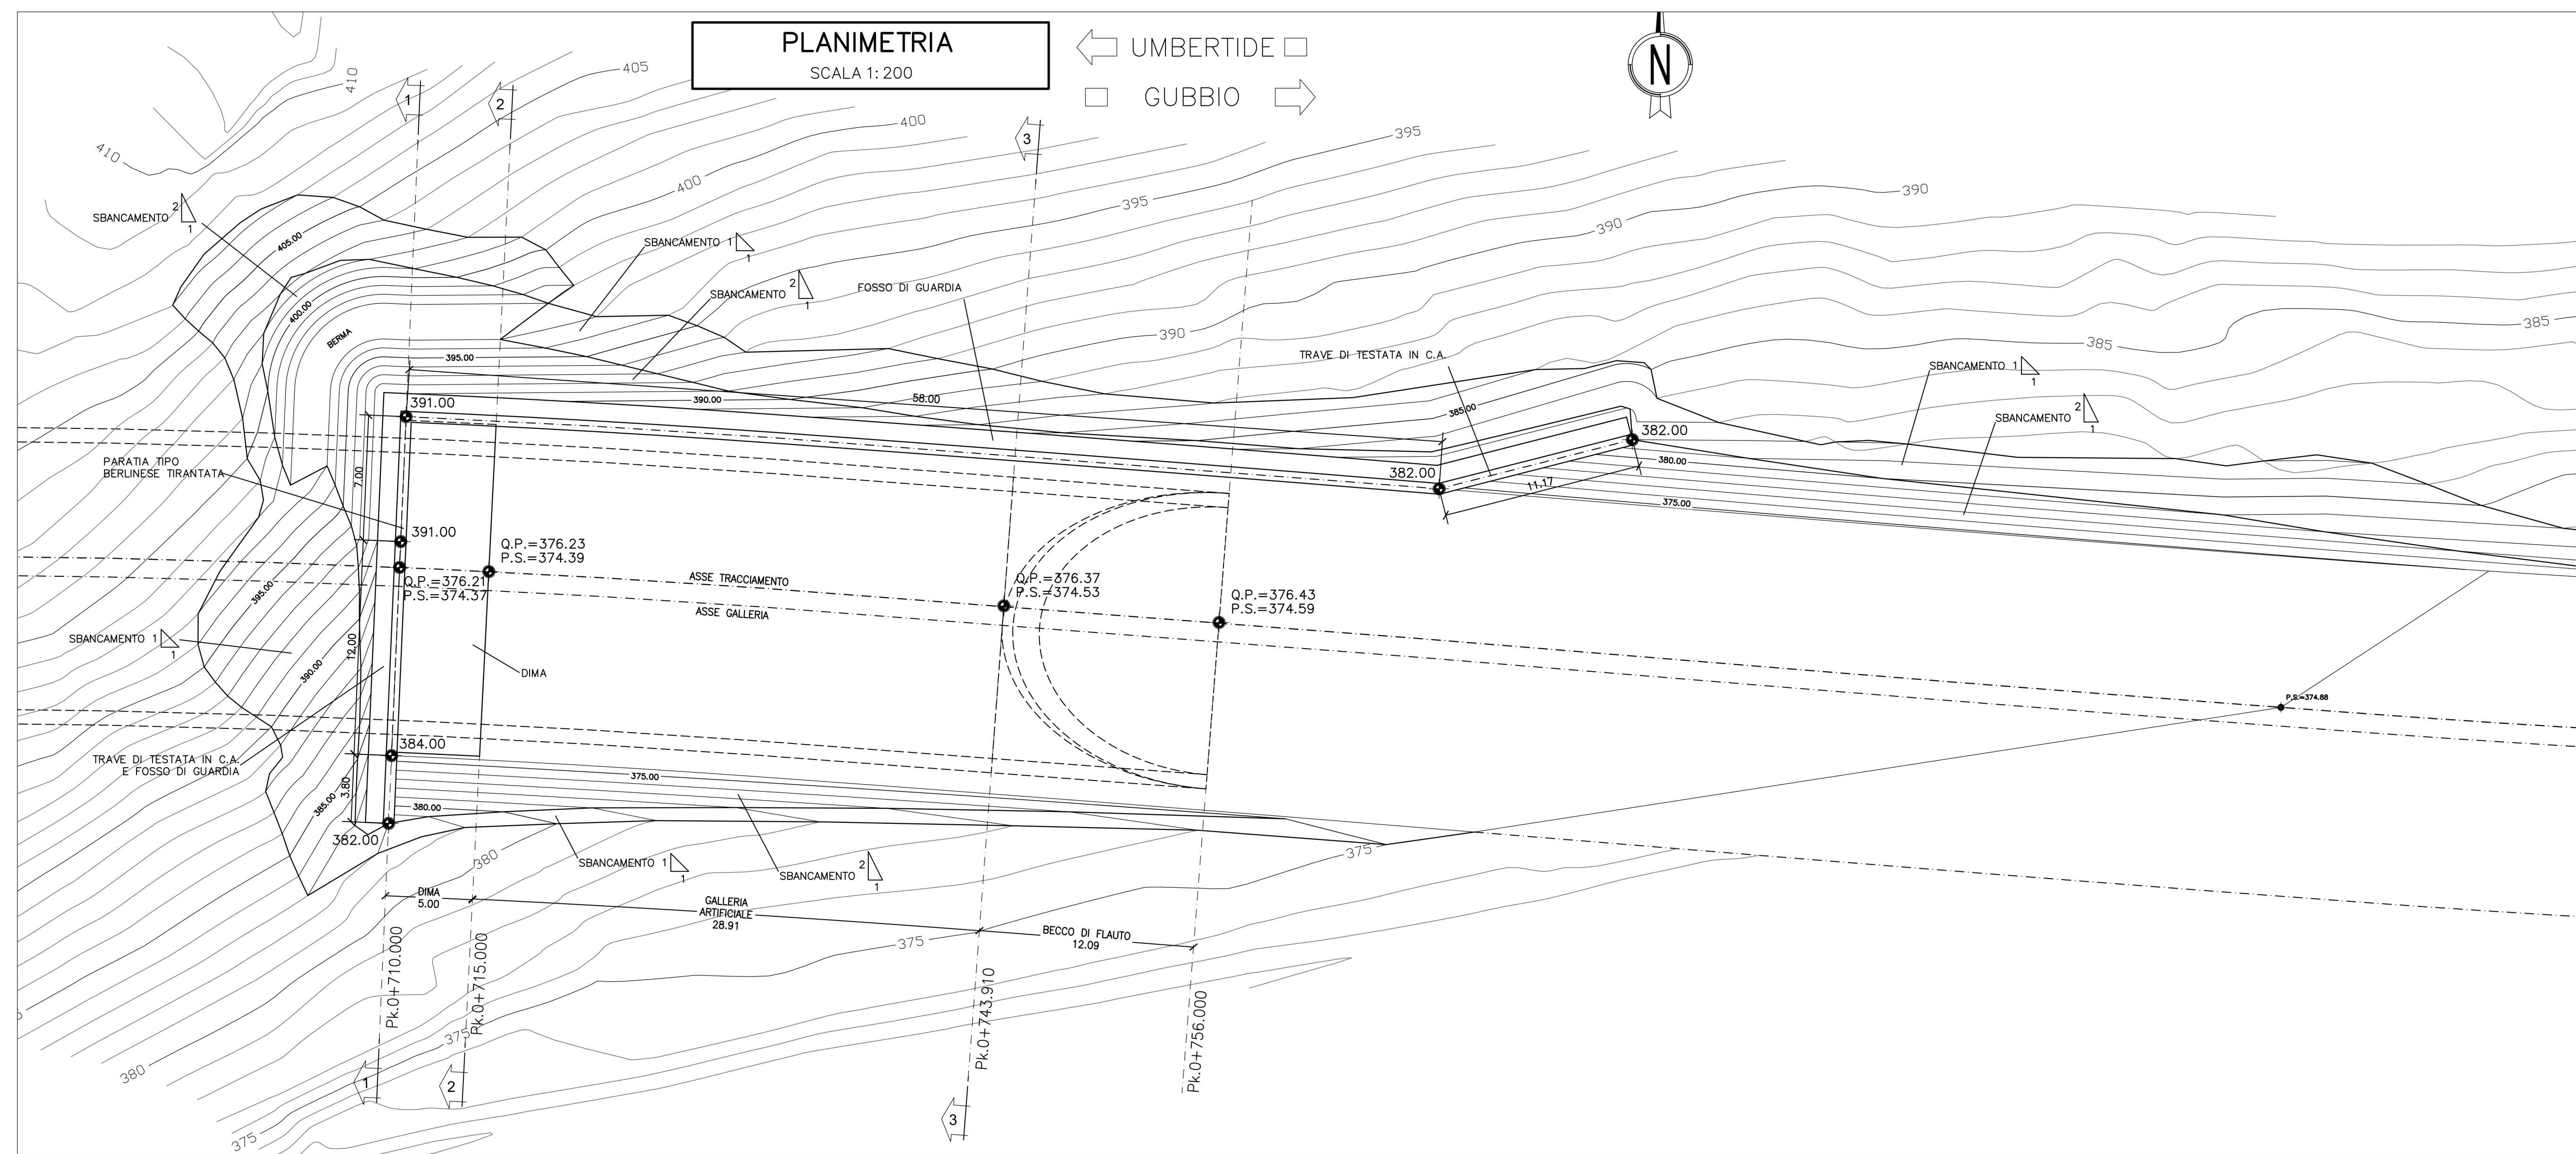 PLANIMETRIA
SCALA 1:200
UMBERTIDE
GUBBIO
N
410
410
405
400
400
395
395
390
390
390
385
385
1
2
3
SBANCAMENTO 2
1
405.00
400.00
BERMA
395.00
SBANCAMENTO 1
1
SBANCAMENTO 2
1
FOSSO DI GUARDIA
TRAVE DI TESTATA IN C.A.
SBANCAMENTO 1
1
SBANCAMENTO 2
1
391.00
390.00
58.00
385.00
382.00
382.00
11.17
380.00
375.00
PARATIA TIPO
BERLINESE TIRANTATA
7.00
391.00
Q.P.=376.23
P.S.=374.39
Q.P.=376.21
P.S.=374.37
ASSE TRACCIAMENTO
ASSE GALLERIA
Q.P.=376.37
P.S.=374.53
Q.P.=376.43
P.S.=374.59
P.S.=374.88
395.00
SBANCAMENTO 1
1
390.00
12.00
DIMA
TRAVE DI TESTATA IN C.A.
E FOSSO DI GUARDIA
384.00
385.00
3.80
382.00
375.00
380.00
380
SBANCAMENTO 1
1
SBANCAMENTO 2
1
375
DIMA
5.00
GALLERIA
ARTIFICIALE
28.91
BECCO DI FLAUTO
12.09
375
375
380
375
Pk.0+710.000
Pk.0+715.000
Pk.0+743.910
Pk.0+756.000
1
2
3